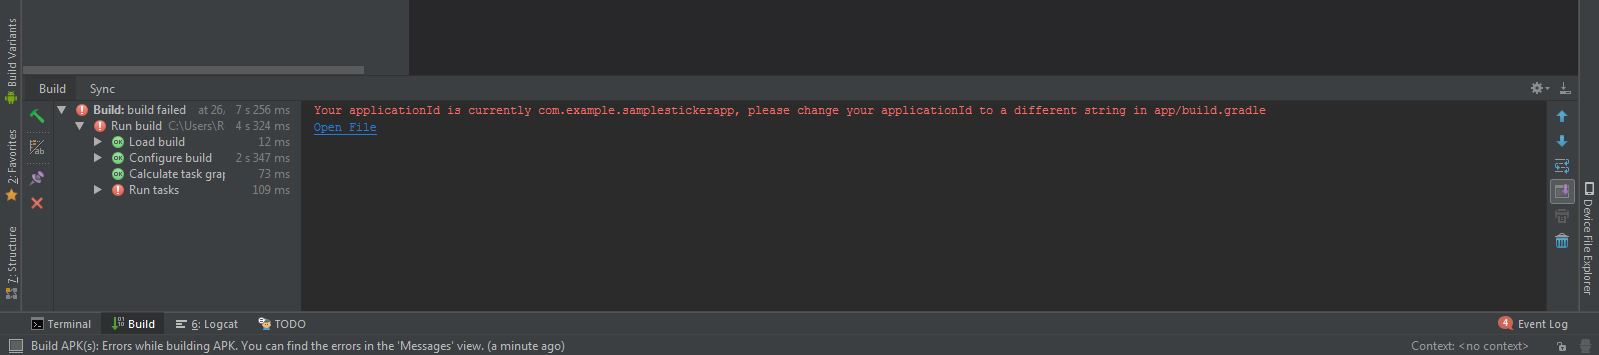 Build Variants
2: Favorites
7: Structure
Build Sync
Build: build failed at 26, 7 s 256 ms
Run build C:\Users\R 4 s 324 ms
Load build 12 ms
Configure build 2 s 347 ms
Calculate task gra 73 ms
Run tasks 109 ms
Your applicationId is currently com.example.samplestickerapp, please change your applicationId to a different string in app/build.gradle
Open File
Device File Explorer
Terminal Build 6: Logcat TODO
4 Event Log
Build APK(s): Errors while building APK. You can find the errors in the 'Messages' view. (a minute ago)
Context: <no context>